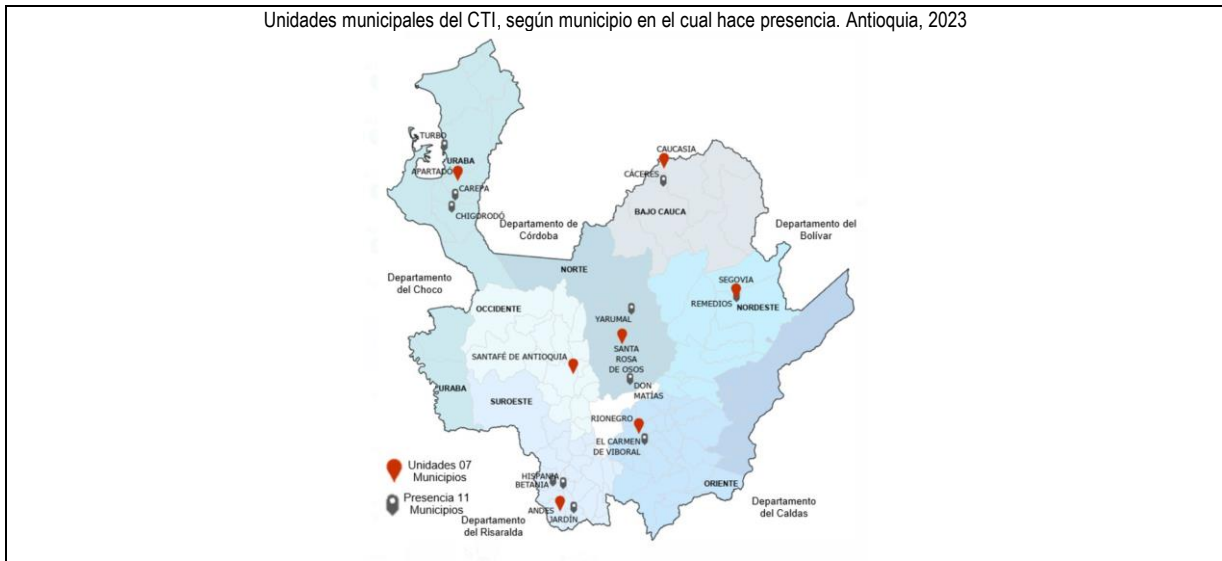 Unidades municipales del CTI, según municipio en el cual hace presencia. Antioquia, 2023
TURBO
URABA
APARTADÓ
CAREPA
CHIGORODÓ
CAUCASIA
CÁCERES
BAJO CAUCA
Departamento de
Córdoba
Departamento del
Bolívar
Departamento
del Choco
NORTE
SEGOVIA
REMEDIOS
NORDESTE
OCCIDENTE
YARUMAL
SANTAFÉ DE ANTIOQUIA
SANTA
ROSA
DE OSOS
DON
MATÍAS
URABA
SUROESTE
RIONEGRO
EL CARMEN
DE VIBORAL
Unidades 07
Municipios
HISPANIA
BETANIA
ORIENTE
Presencia 11
Municipios
ANDES
JARDÍN
Departamento
del Risaralda
Departamento
del Caldas